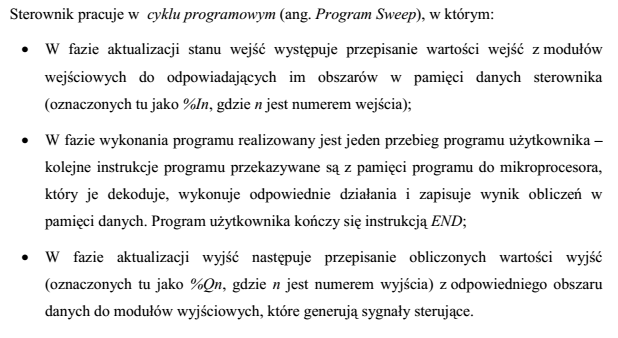 Sterownik pracuje w cyklu programowym (ang. Program Sweep), w którym:
• W fazie aktualizacji stanu wejść występuje przepisanie wartości wejść z modułów
wejściowych do odpowiadających im obszarów w pamięci danych sterownika
(oznaczonych tu jako %In, gdzie n jest numerem wejścia);
• W fazie wykonania programu realizowany jest jeden przebieg programu użytkownika –
kolejne instrukcje programu przekazywane są z pamięci programu do mikroprocesora,
który je dekoduje, wykonuje odpowiednie działania i zapisuje wynik obliczeń w
pamięci danych. Program użytkownika kończy się instrukcją END;
• W fazie aktualizacji wyjść następuje przepisanie obliczonych wartości wyjść
(oznaczonych tu jako %Qn, gdzie n jest numerem wyjścia) z odpowiedniego obszaru
danych do modułów wyjściowych, które generują sygnały sterujące.